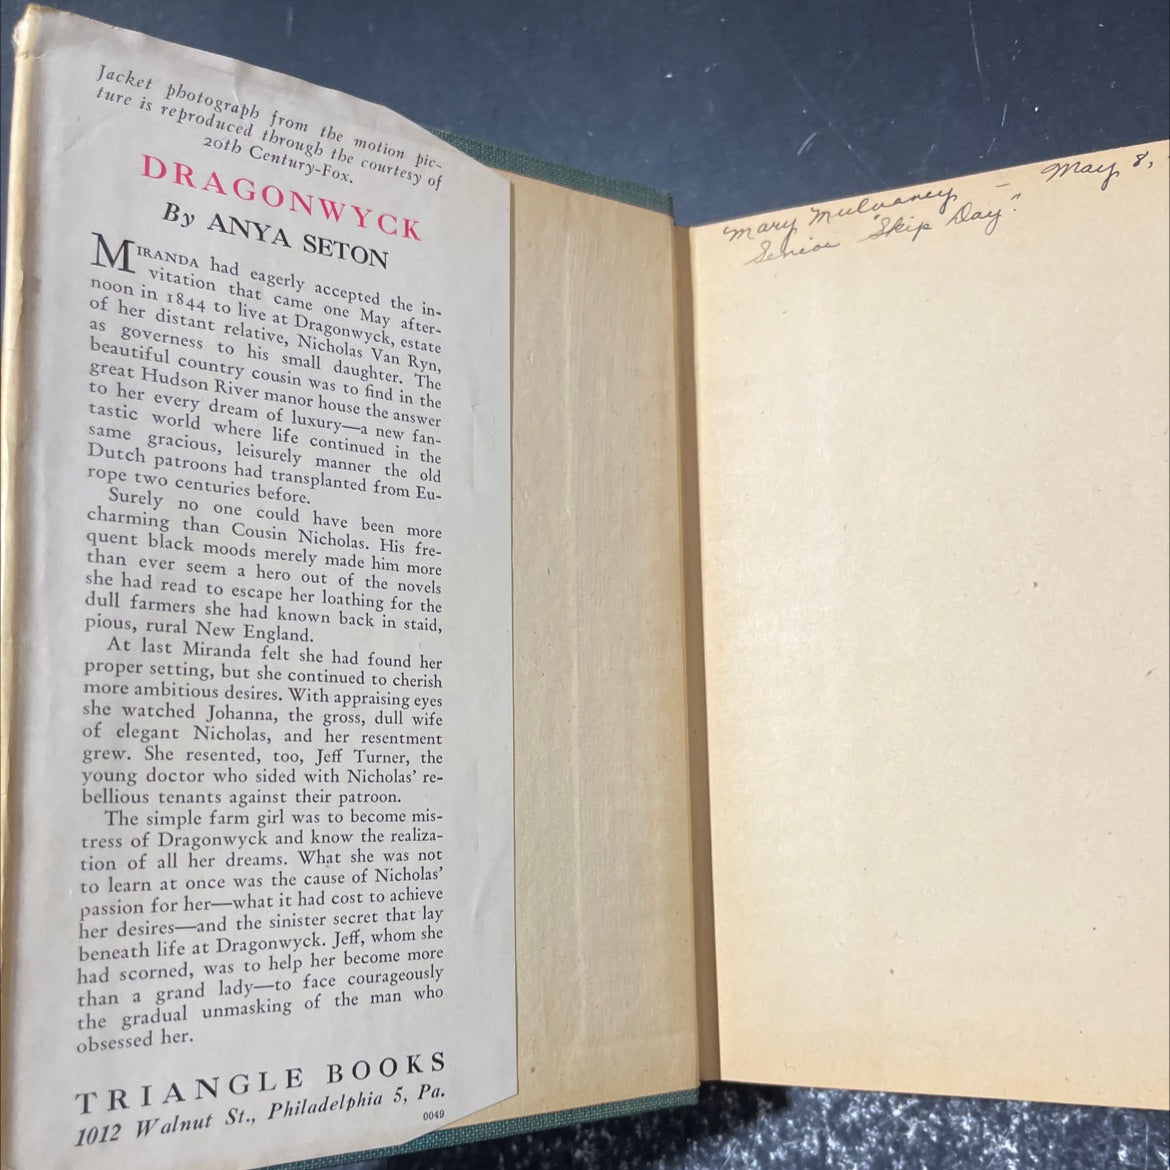 Jacket photograph from the motion pic-
ture is reproduced through the courtesy of
20th Century-Fox.
DRAGONWYCK
By ANYA SETON
MIRANDA had eagerly accepted the in-
vitation that came one May after-
noon in 1844 to live at Dragonwyck, estate
of her distant relative, Nicholas Van Ryn,
as governess to his small daughter. The
beautiful country cousin was to find in the
great Hudson River manor house the answer
to her every dream of luxury—a new fan-
tastic world where life continued in the
same gracious, leisurely manner the old
Dutch patroons had transplanted from Eu-
rope two centuries before.
Surely no one could have been more
charming than Cousin Nicholas. His fre-
quent black moods merely made him more
than ever seem a hero out of the novels
she had read to escape her loathing for the
dull farmers she had known back in staid,
pious, rural New England.
At last Miranda felt she had found her
proper setting, but she continued to cherish
more ambitious desires. With appraising eyes
she watched Johanna, the gross, dull wife
of elegant Nicholas, and her resentment
grew. She resented, too, Jeff Turner, the
young doctor who sided with Nicholas' re-
bellious tenants against their patroon.
The simple farm girl was to become mis-
tress of Dragonwyck and know the realiza-
tion of all her dreams. What she was not
to learn at once was the cause of Nicholas'
passion for her—what it had cost to achieve
her desires—and the sinister secret that lay
beneath life at Dragonwyck. Jeff, whom she
had scorned, was to help her become more
than a grand lady—to face courageously
the gradual unmasking of the man who
obsessed her.
TRIANGLE BOOKS
1012 Walnut St., Philadelphia 5, Pa.
0049
Mary Mulvaney – May 8,
Senior "Skip Day".